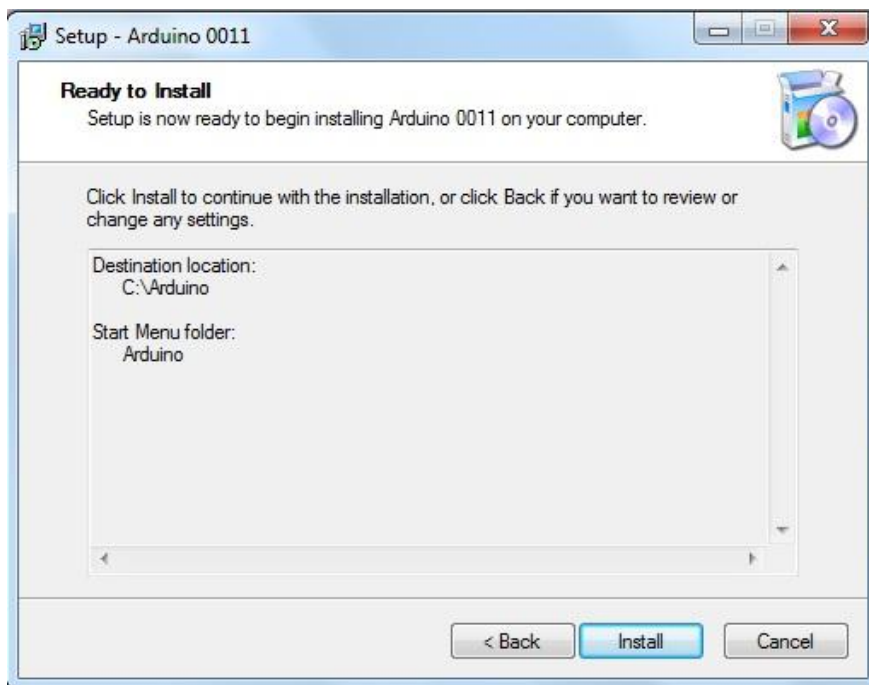 Setup - Arduino 0011
Ready to Install
Setup is now ready to begin installing Arduino 0011 on your computer.
Click Install to continue with the installation, or click Back if you want to review or
change any settings.
Destination location:
C:\Arduino
Start Menu folder:
Arduino
< Back Install Cancel